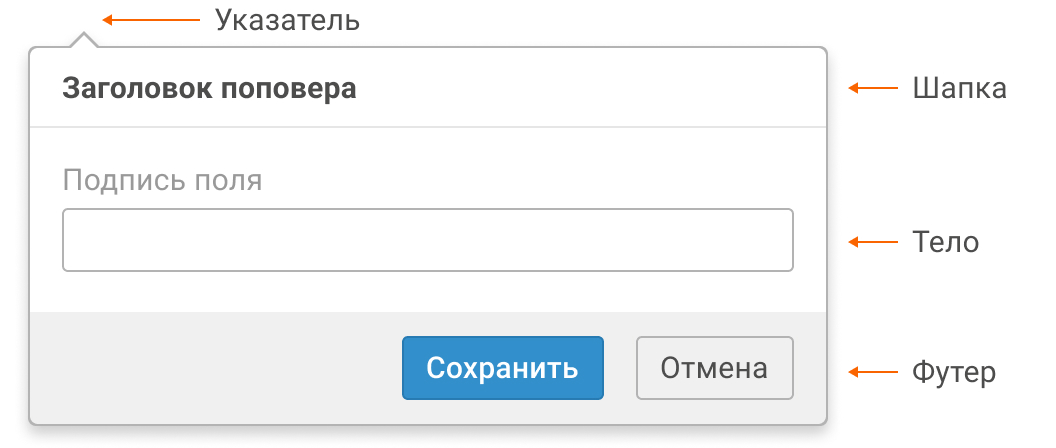 Указатель
Заголовок поповера
Шапка
Подпись поля
Тело
Сохранить
Отмена
Футер